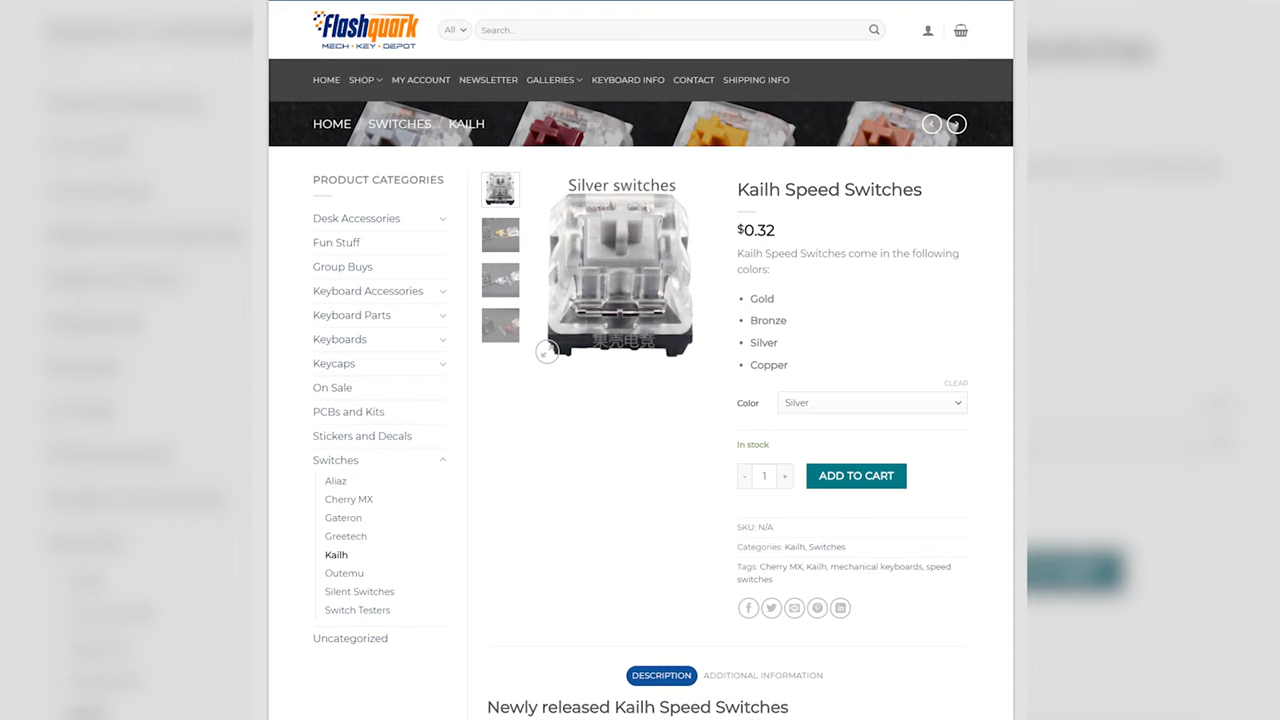 Flashquark
MECH • KEY • DEPOT
All
Search...
HOME
SHOP
MY ACCOUNT
NEWSLETTER
GALLERIES
KEYBOARD INFO
CONTACT
SHIPPING INFO
HOME / SWITCHES / KAILH
PRODUCT CATEGORIES
Desk Accessories
Fun Stuff
Group Buys
Keyboard Accessories
Keyboard Parts
Keyboards
Keycaps
On Sale
PCBs and Kits
Stickers and Decals
Switches
Aliaz
Cherry MX
Gateron
Greetech
Kailh
Outemu
Silent Switches
Switch Testers
Uncategorized
Silver switches
果壳电竞
Kailh Speed Switches
$0.32
Kailh Speed Switches come in the following
colors:
• Gold
• Bronze
• Silver
• Copper
CLEAR
Color
Silver
In stock
- 1 +
ADD TO CART
SKU: N/A
Categories: Kailh, Switches
Tags: Cherry MX, Kailh, mechanical keyboards, speed
switches
DESCRIPTION
ADDITIONAL INFORMATION
Newly released Kailh Speed Switches